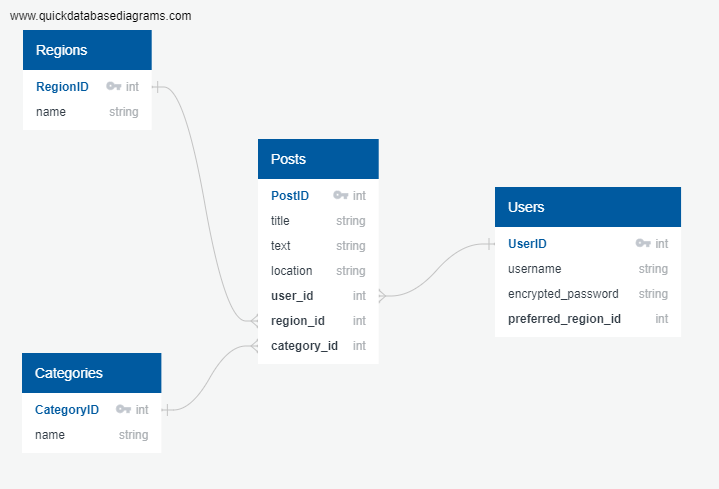 www.quickdatabasediagrams.com
Regions
RegionID int
name string
Posts
PostID int
title string
text string
location string
user_id int
region_id int
category_id int
Users
UserID int
username string
encrypted_password string
preferred_region_id int
Categories
CategoryID int
name string